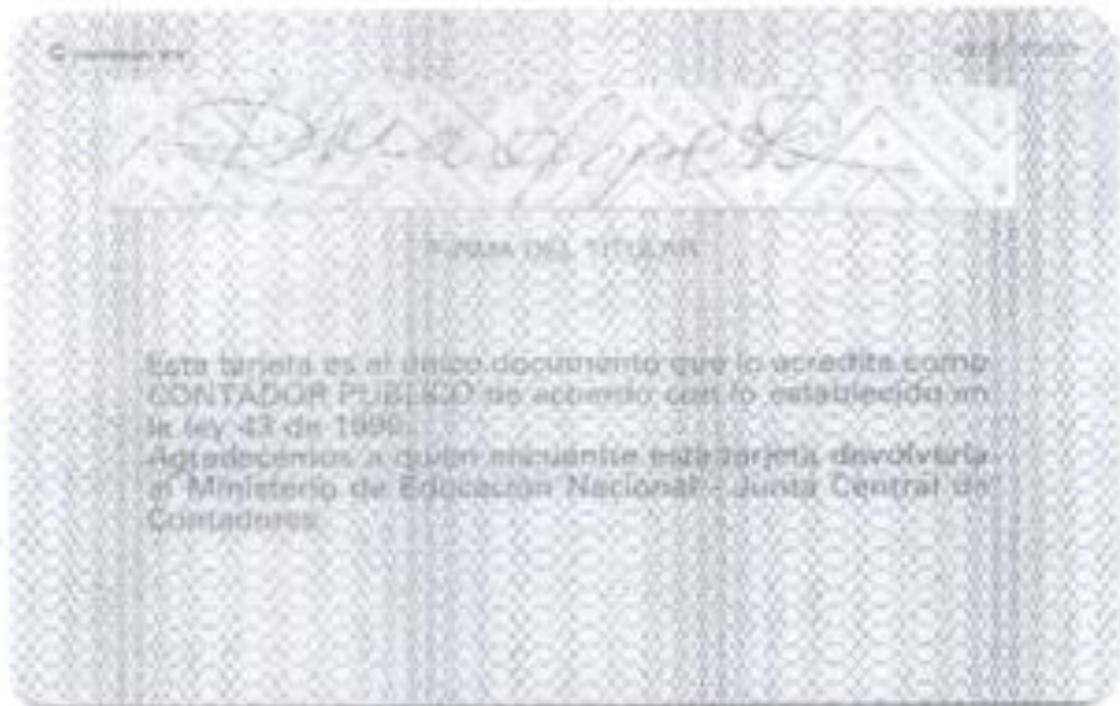 FIRMA DEL TITULAR
Esta tarjeta es el único documento que lo acredita como
CONTADOR PUBLICO de acuerdo con lo establecido en
la ley 43 de 1990.
Agradecemos a quien encuentre esta tarjeta devolverla
al Ministerio de Educación Nacional - Junta Central de
Contadores.